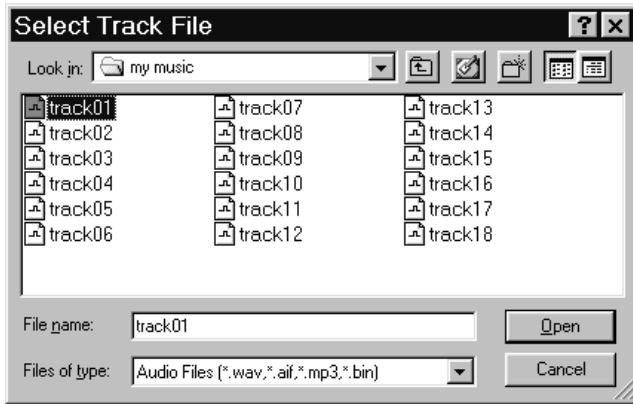 Select Track File
Look in: my music
track01 track07 track13
track02 track08 track14
track03 track09 track15
track04 track10 track16
track05 track11 track17
track06 track12 track18
File name: track01 Open
Files of type: Audio Files (*.wav,*.aif,*.mp3,*.bin) Cancel